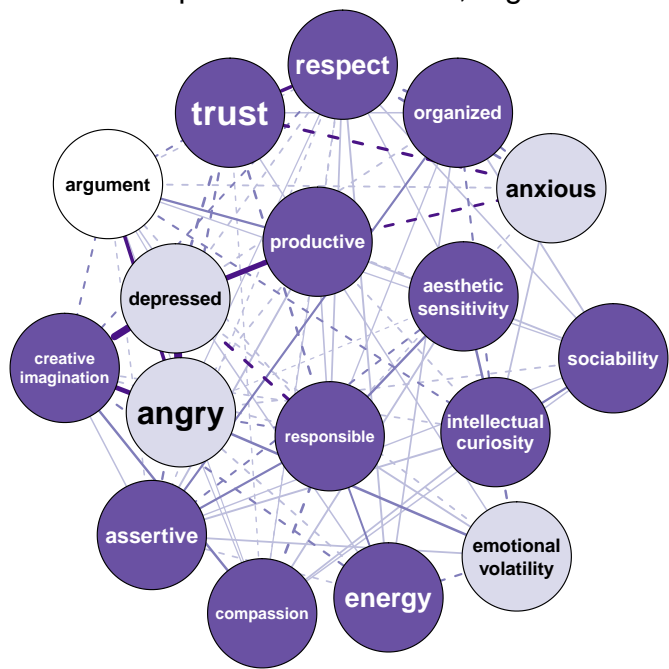 respect
trust
organized
argument
anxious
productive
depressed
aesthetic
sensitivity
creative
imagination
sociability
angry
responsible
intellectual
curiosity
assertive
emotional
volatility
compassion
energy